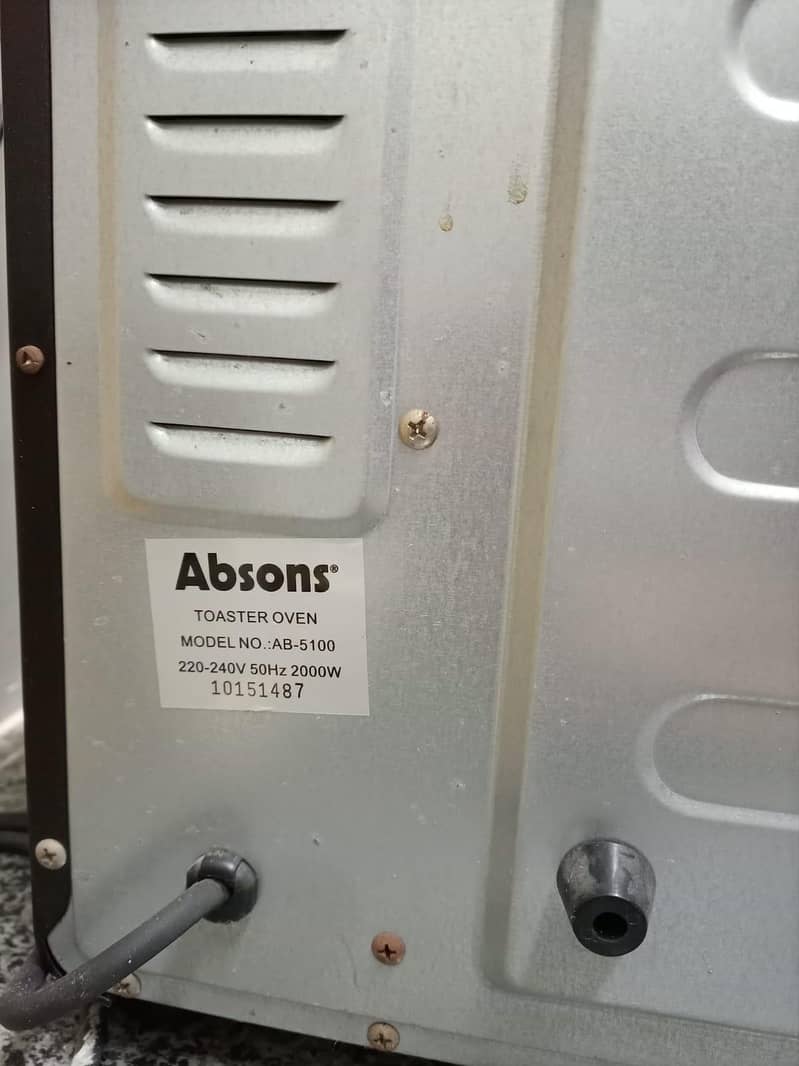 Absons®
TOASTER OVEN
MODEL NO.:AB-5100
220-240V 50Hz 2000W
10151487